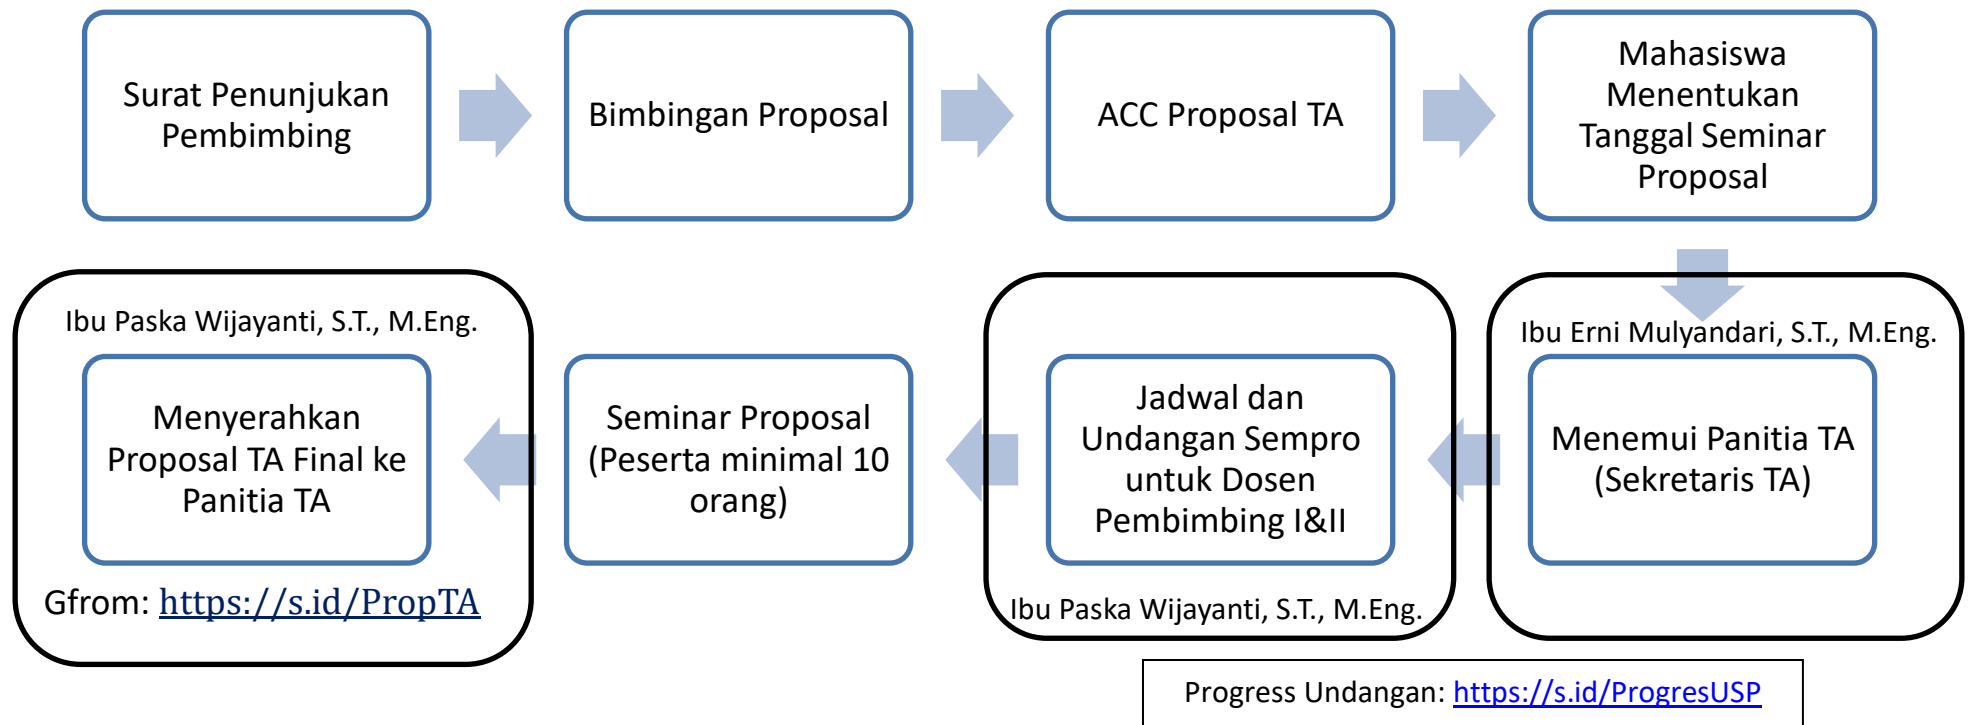 Surat Penunjukan
Pembimbing
Bimbingan Proposal
ACC Proposal TA
Mahasiswa
Menentukan
Tanggal Seminar
Proposal
Ibu Erni Mulyandari, S.T., M.Eng.
Menemui Panitia TA
(Sekretaris TA)
Jadwal dan
Undangan Sempro
untuk Dosen
Pembimbing I&II
Ibu Paska Wijayanti, S.T., M.Eng.
Seminar Proposal
(Peserta minimal 10
orang)
Ibu Paska Wijayanti, S.T., M.Eng.
Menyerahkan
Proposal TA Final ke
Panitia TA
Gfrom: https://s.id/PropTA
Progress Undangan: https://s.id/ProgresUSP